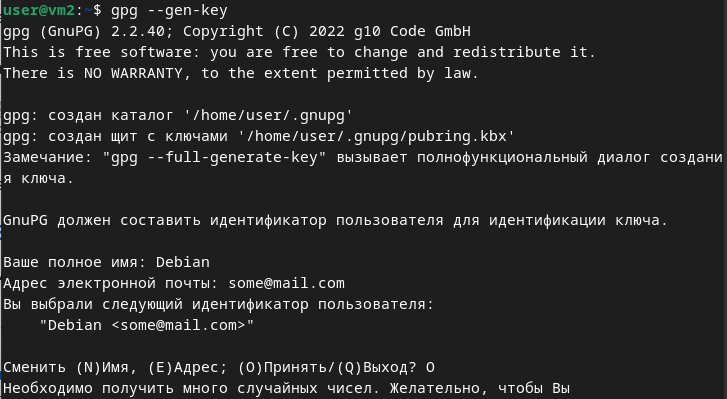 user@vm2:~$ gpg --gen-key
gpg (GnuPG) 2.2.40; Copyright (C) 2022 g10 Code GmbH
This is free software: you are free to change and redistribute it.
There is NO WARRANTY, to the extent permitted by law.
gpg: создан каталог '/home/user/.gnupg'
gpg: создан щит с ключами '/home/user/.gnupg/pubring.kbx'
Замечание: "gpg --full-generate-key" вызывает полнофункциональный диалог создани
я ключа.
GnuPG должен составить идентификатор пользователя для идентификации ключа.
Ваше полное имя: Debian
Адрес электронной почты: some@mail.com
Вы выбрали следующий идентификатор пользователя:
"Debian <some@mail.com>"
Сменить (N)Имя, (E)Адрес; (O)Принять/(Q)Выход? O
Необходимо получить много случайных чисел. Желательно, чтобы Вы